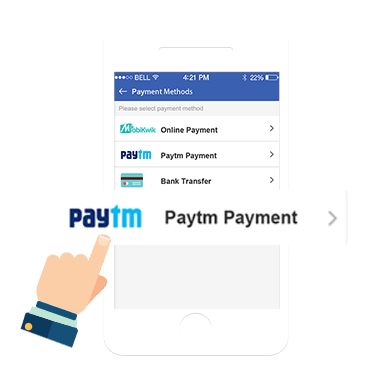 ●●●○○ BELL 4:21 PM 22%
Payment Methods
Please select payment method
MobiKwik Online Payment
paytm Paytm Payment
Bank Transfer
paytm Paytm Payment